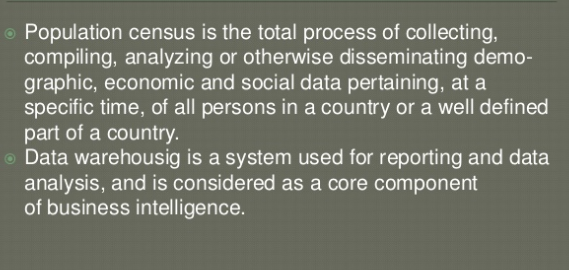 Population census is the total process of collecting,
compiling, analyzing or otherwise disseminating demo-
graphic, economic and social data pertaining, at a
specific time, of all persons in a country or a well defined
part of a country.
Data warehousig is a system used for reporting and data
analysis, and is considered as a core component
of business intelligence.